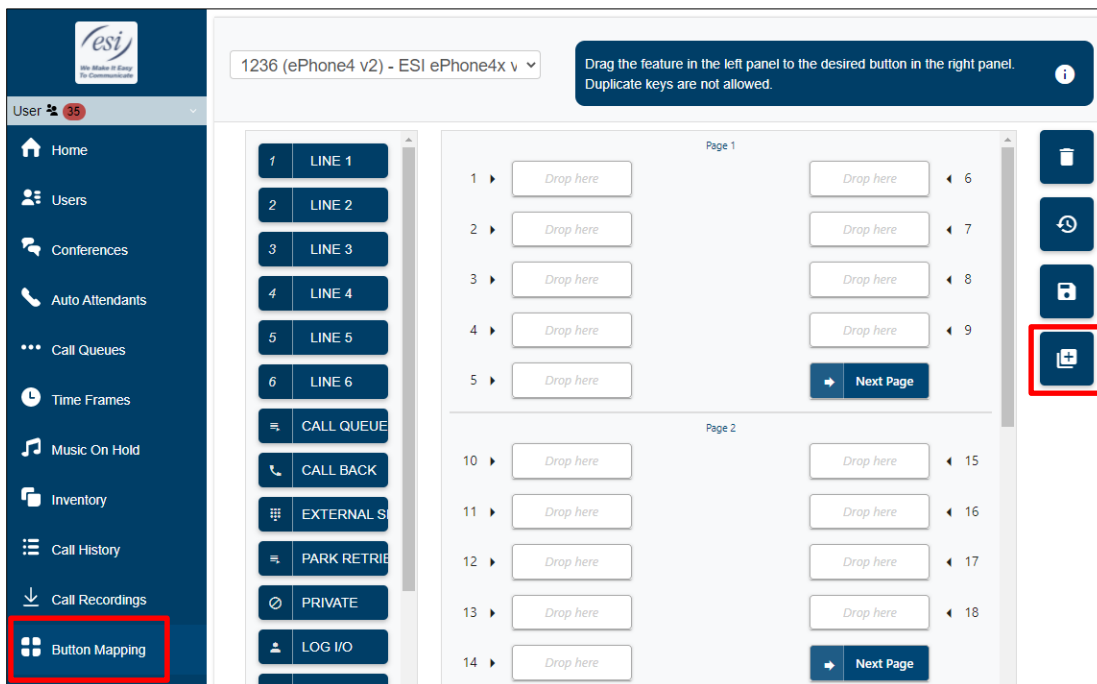 esi
We Make It Easy
To Communicate
User 35
Home
Users
Conferences
Auto Attendants
Call Queues
Time Frames
Music On Hold
Inventory
Call History
Call Recordings
Button Mapping
1236 (ePhone4 v2) - ESI ePhone4x v
Drag the feature in the left panel to the desired button in the right panel.
Duplicate keys are not allowed.
1 LINE 1
2 LINE 2
3 LINE 3
4 LINE 4
5 LINE 5
6 LINE 6
CALL QUEUE
CALL BACK
EXTERNAL S
PARK RETRIE
PRIVATE
LOG I/O
Page 1
1 Drop here Drop here 6
2 Drop here Drop here 7
3 Drop here Drop here 8
4 Drop here Drop here 9
5 Drop here Next Page
Page 2
10 Drop here Drop here 15
11 Drop here Drop here 16
12 Drop here Drop here 17
13 Drop here Drop here 18
14 Drop here Next Page